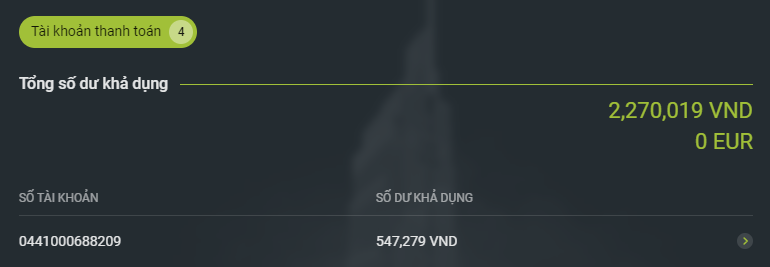 Tài khoản thanh toán 4
Tổng số dư khả dụng
2,270,019 VND
0 EUR
SỐ TÀI KHOẢN SỐ DƯ KHẢ DỤNG
0441000688209 547,279 VND